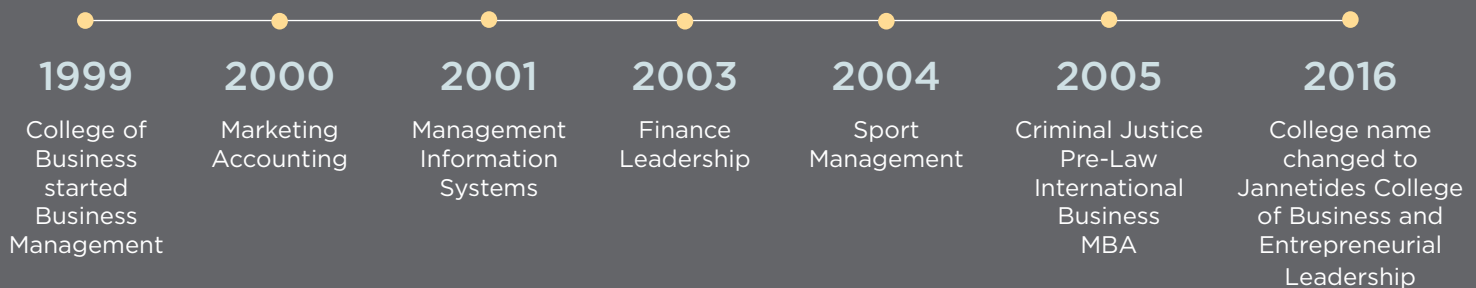 1999
College of
Business
started
Business
Management
2000
Marketing
Accounting
2001
Management
Information
Systems
2003
Finance
Leadership
2004
Sport
Management
2005
Criminal Justice
Pre-Law
International
Business
MBA
2016
College name
changed to
Jannetides College
of Business and
Entrepreneurial
Leadership